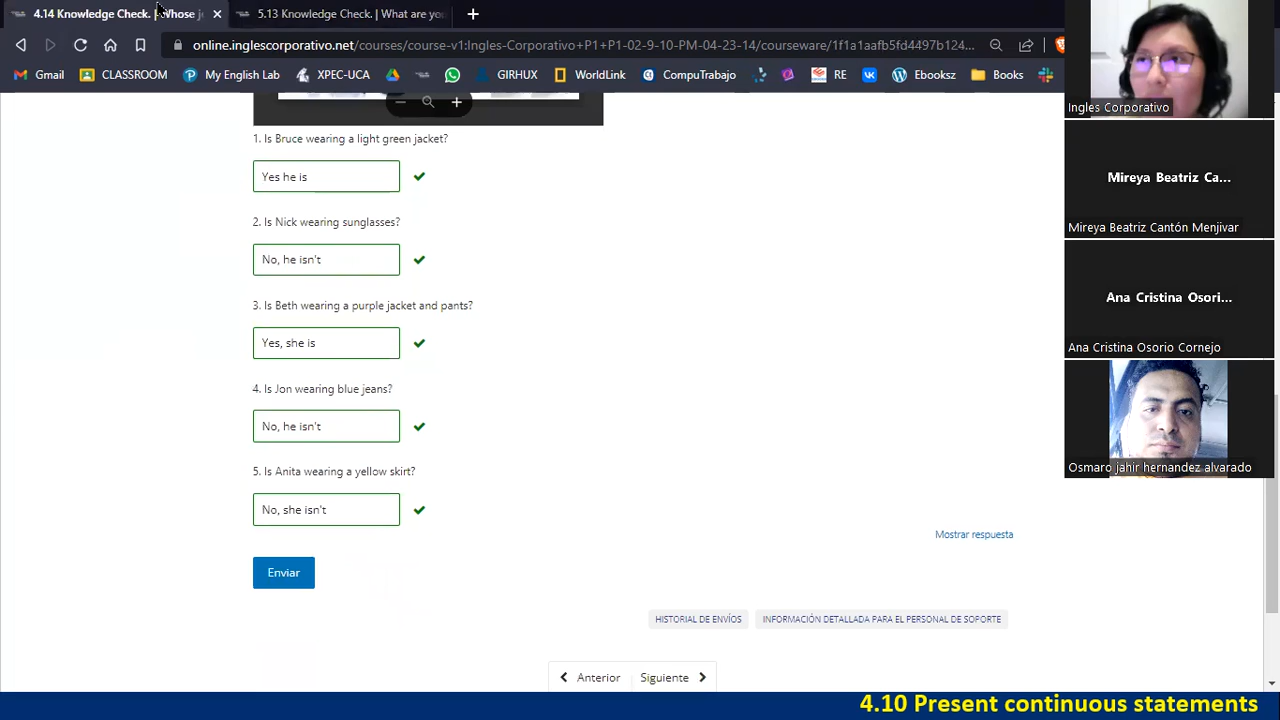 4.14 Knowledge Check. | Whose j
5.13 Knowledge Check. | What are you
online.inglescorporativo.net/courses/course-v1:Ingles-Corporativo+P1+P1-02-9-10-PM-04-23-14/courseware/1f1a1aafb5fd4497b124...
Gmail CLASSROOM My English Lab XPEC-UCA GIRHUX WorldLink CompuTrabajo RE Ebooksz Books
1. Is Bruce wearing a light green jacket?
Yes he is
2. Is Nick wearing sunglasses?
No, he isn't
3. Is Beth wearing a purple jacket and pants?
Yes, she is
4. Is Jon wearing blue jeans?
No, he isn't
5. Is Anita wearing a yellow skirt?
No, she isn't
Mostrar respuesta
Enviar
HISTORIAL DE ENVÍOS INFORMACIÓN DETALLADA PARA EL PERSONAL DE SOPORTE
Anterior Siguiente
Ingles Corporativo
Mireya Beatriz Ca...
Mireya Beatriz Cantón Menjivar
Ana Cristina Osori...
Ana Cristina Osorio Cornejo
Osmaro jahir hernandez alvarado
4.10 Present continuous statements